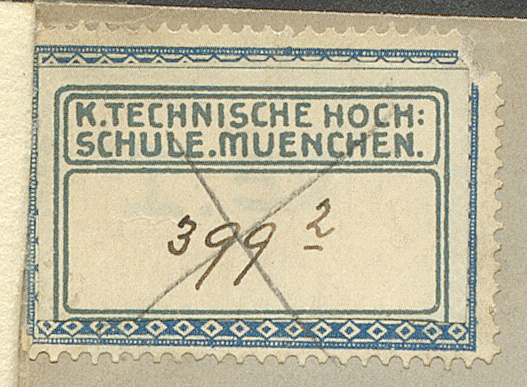 K.TECHNISCHE HOCH:
SCHULE.MUENCHEN.
399 2